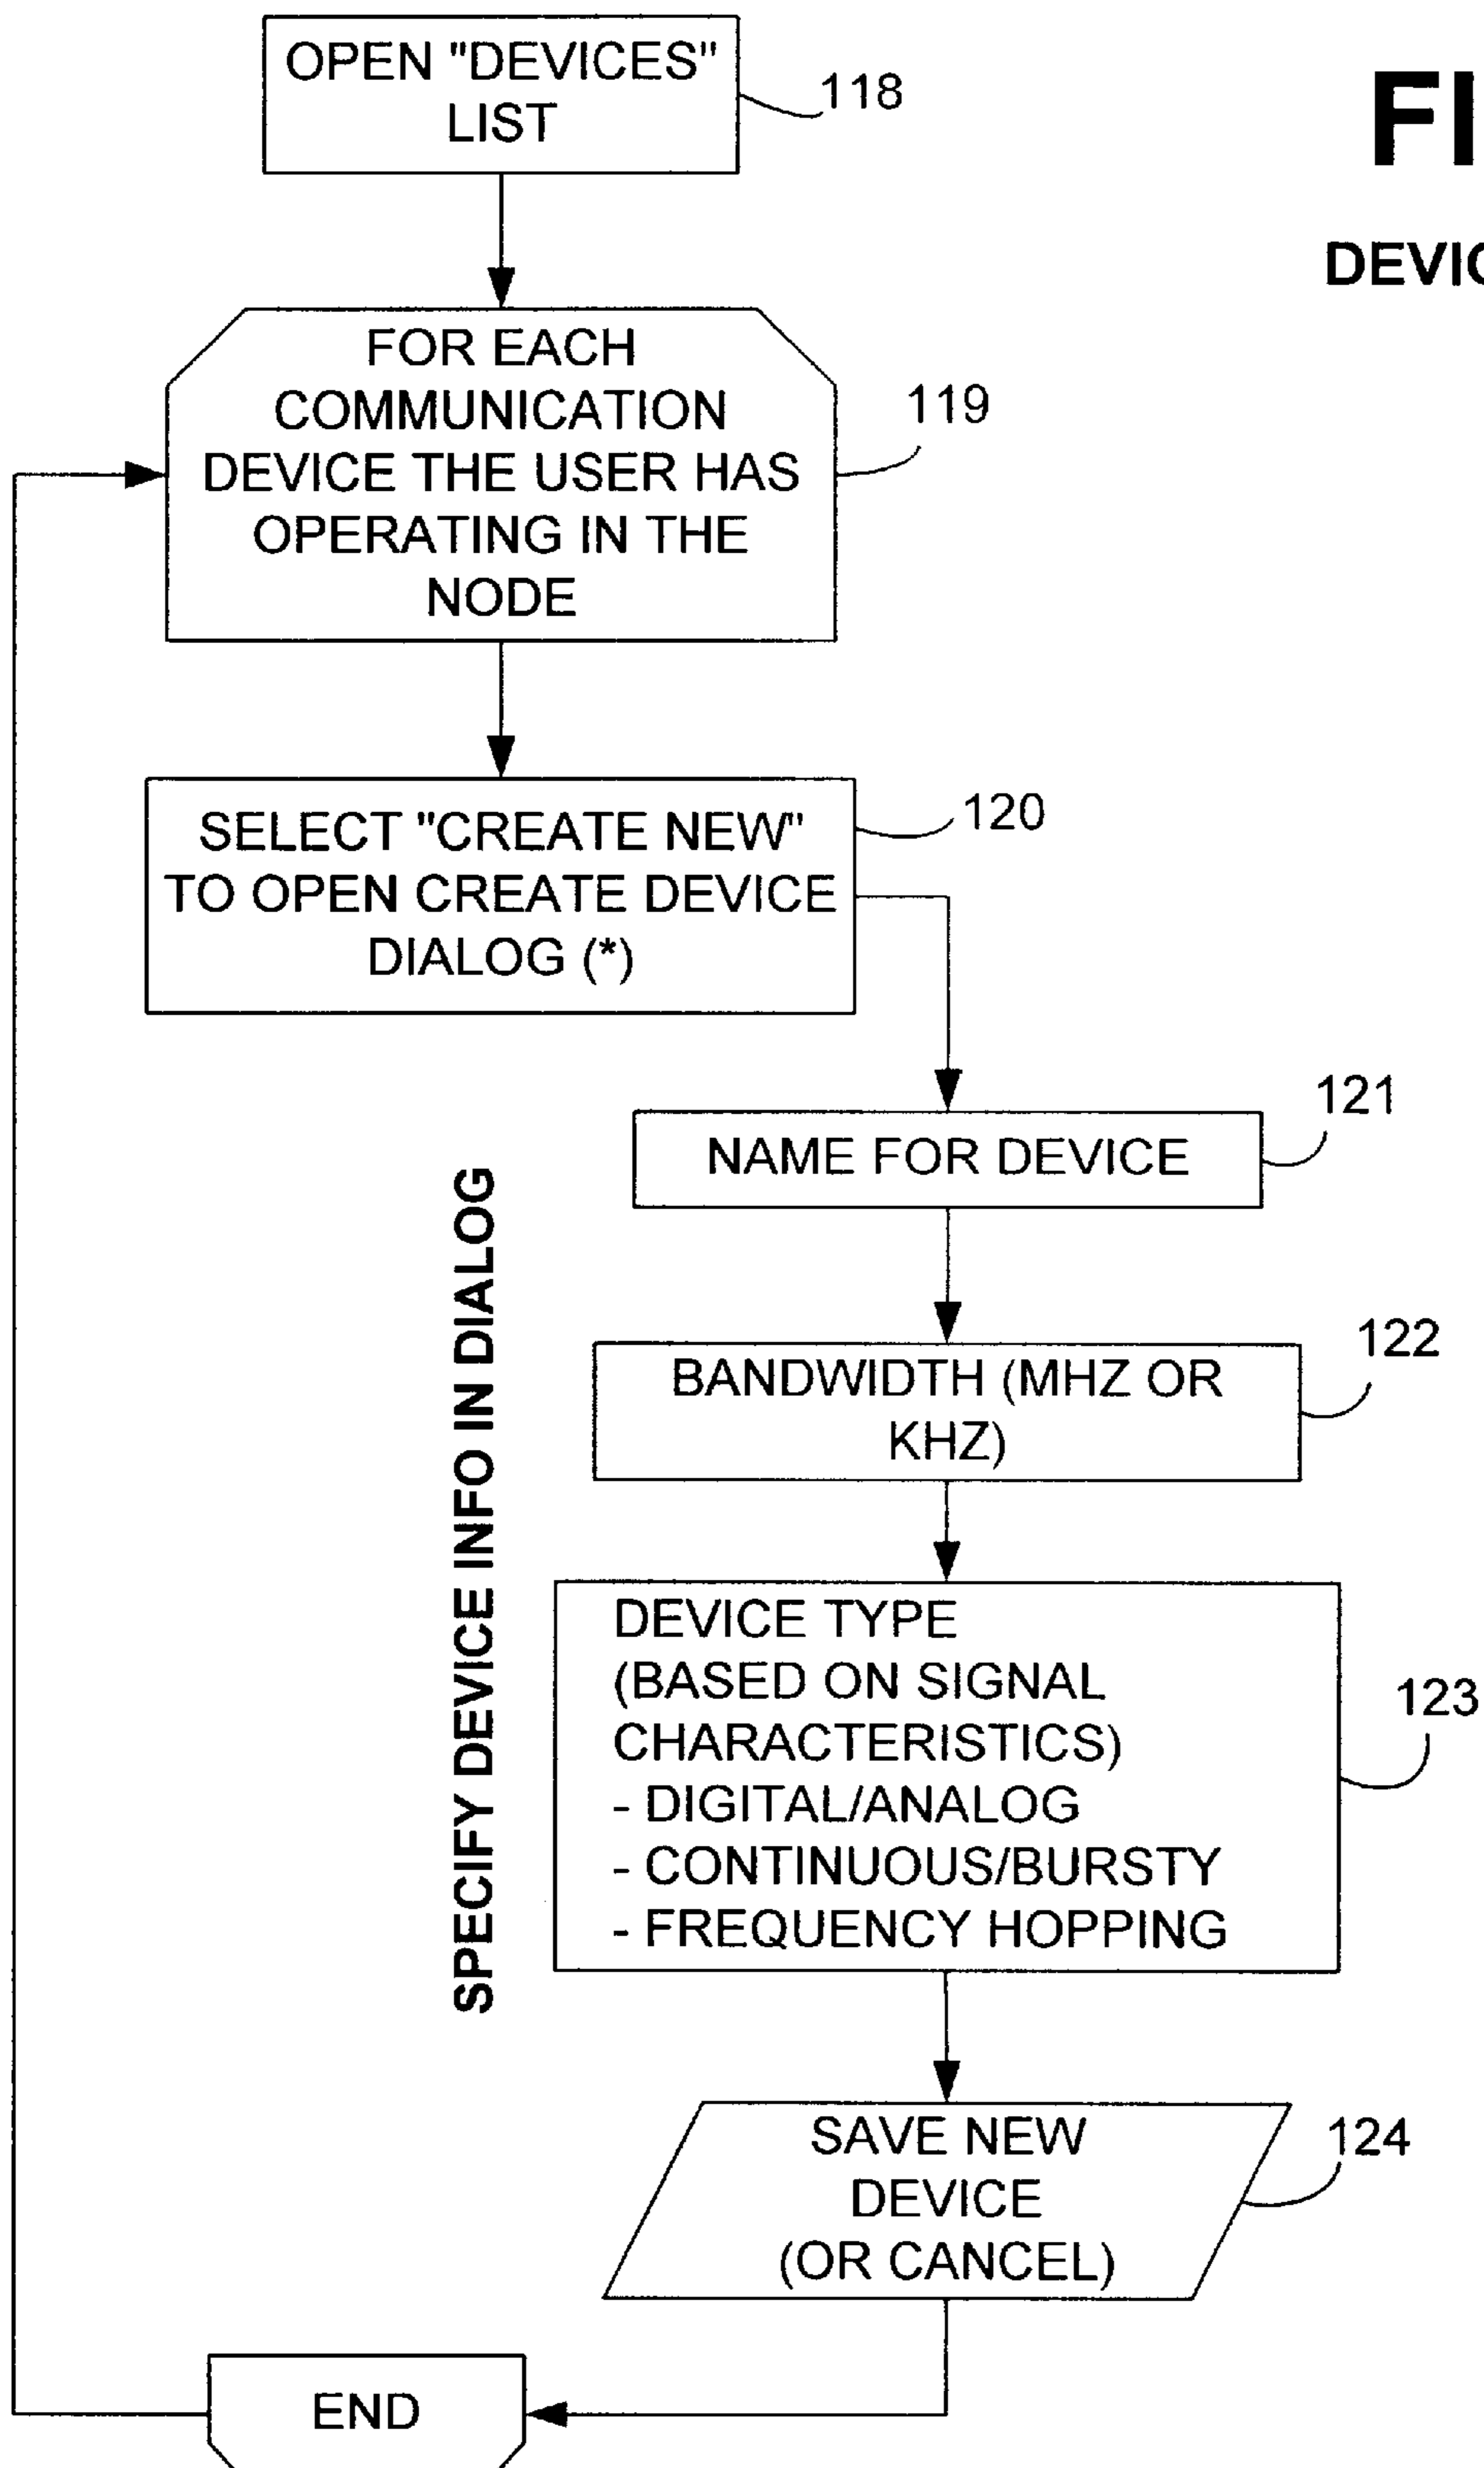 OPEN "DEVICES"
LIST
118
FI
DEVIC
FOR EACH
COMMUNICATION
DEVICE THE USER HAS
OPERATING IN THE
NODE
119
SELECT "CREATE NEW"
TO OPEN CREATE DEVICE
DIALOG (*)
120
SPECIFY DEVICE INFO IN DIALOG
NAME FOR DEVICE
121
BANDWIDTH (MHZ OR
KHZ)
122
DEVICE TYPE
(BASED ON SIGNAL
CHARACTERISTICS)
- DIGITAL/ANALOG
- CONTINUOUS/BURSTY
- FREQUENCY HOPPING
123
SAVE NEW
DEVICE
(OR CANCEL)
124
END